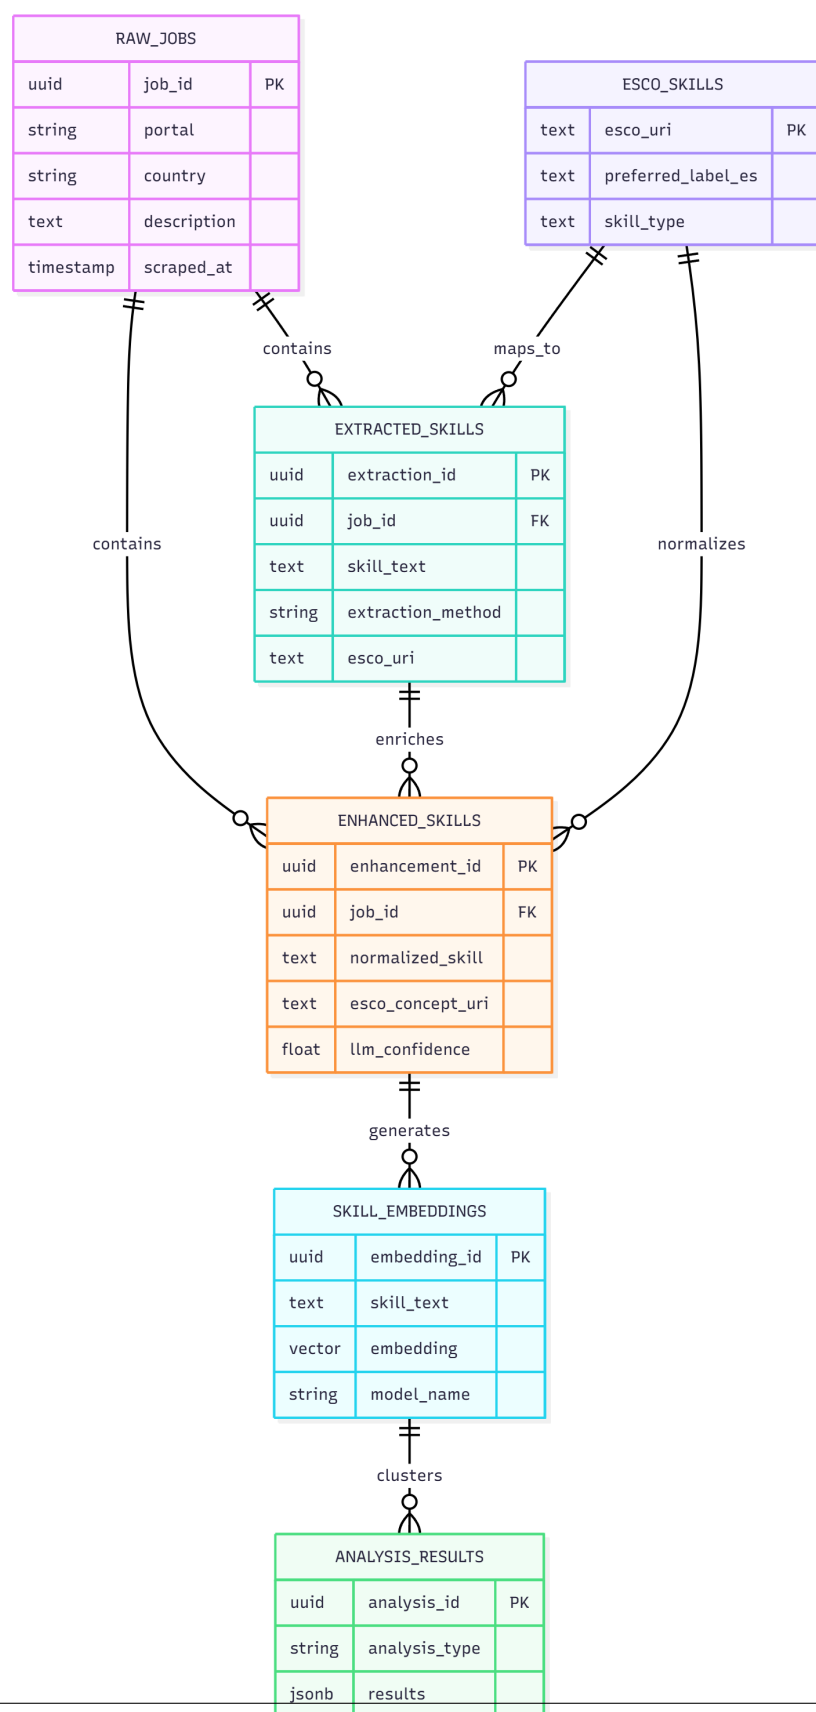 RAW_JOBS
uuid job_id PK
string portal
string country
text description
timestamp scraped_at
ESCO_SKILLS
text esco_uri PK
text preferred_label_es
text skill_type
contains
maps_to
EXTRACTED_SKILLS
uuid extraction_id PK
uuid job_id FK
text skill_text
string extraction_method
text esco_uri
contains
normalizes
enriches
ENHANCED_SKILLS
uuid enhancement_id PK
uuid job_id FK
text normalized_skill
text esco_concept_uri
float llm_confidence
generates
SKILL_EMBEDDINGS
uuid embedding_id PK
text skill_text
vector embedding
string model_name
clusters
ANALYSIS_RESULTS
uuid analysis_id PK
string analysis_type
jsonb results